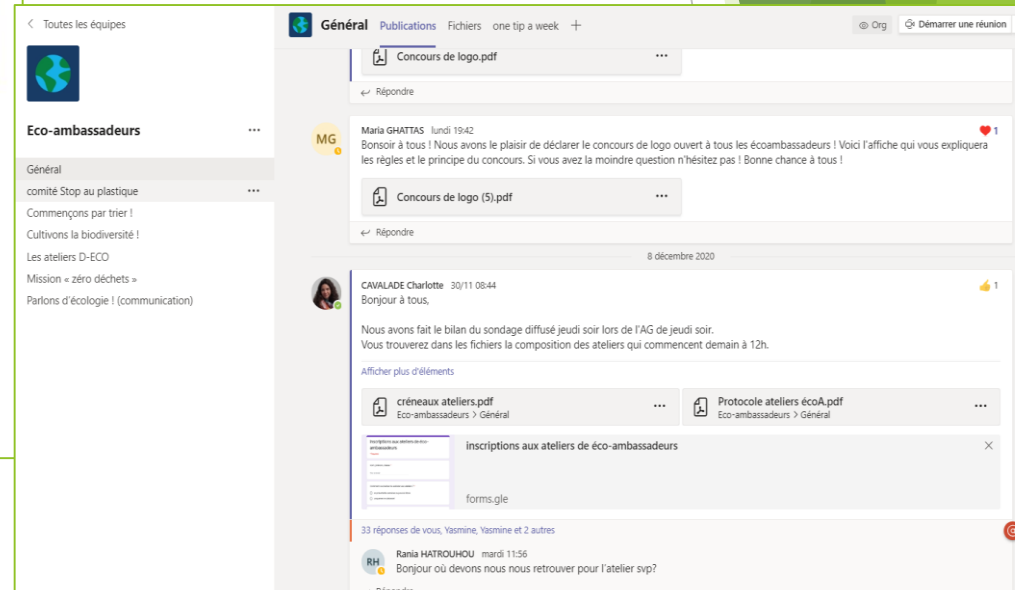 Toutes les équipes
Eco-ambassadeurs
Général
comité Stop au plastique
Commençons par trier !
Cultivons la biodiversité !
Les ateliers D-ECO
Mission « zéro déchets »
Parlons d'écologie ! (communication)
Général Publications Fichiers one tip a week
Org Démarrer une réunion
Concours de logo.pdf
Répondre
MG
Maria GHATTAS lundi 19:42
1
Bonsoir à tous ! Nous avons le plaisir de déclarer le concours de logo ouvert à tous les écoambassadeurs ! Voici l'affiche qui vous expliquera
les règles et le principe du concours. Si vous avez la moindre question n'hésitez pas ! Bonne chance à tous !
Concours de logo (5).pdf
Répondre
8 décembre 2020
CAVALADE Charlotte 30/11 08:44
1
Bonjour à tous,
Nous avons fait le bilan du sondage diffusé jeudi soir lors de l'AG de jeudi soir.
Vous trouverez dans les fichiers la composition des ateliers qui commencent demain à 12h.
Afficher plus d'éléments
créneaux ateliers.pdf
Eco-ambassadeurs > Général
Protocole ateliers écoA.pdf
Eco-ambassadeurs > Général
inscriptions aux ateliers de éco-ambassadeurs
forms.gle
33 réponses de vous, Yasmine, Yasmine et 2 autres
RH
Rania HATROUHOU mardi 11:56
Bonjour où devons nous nous retrouver pour l'atelier svp?
Répondre